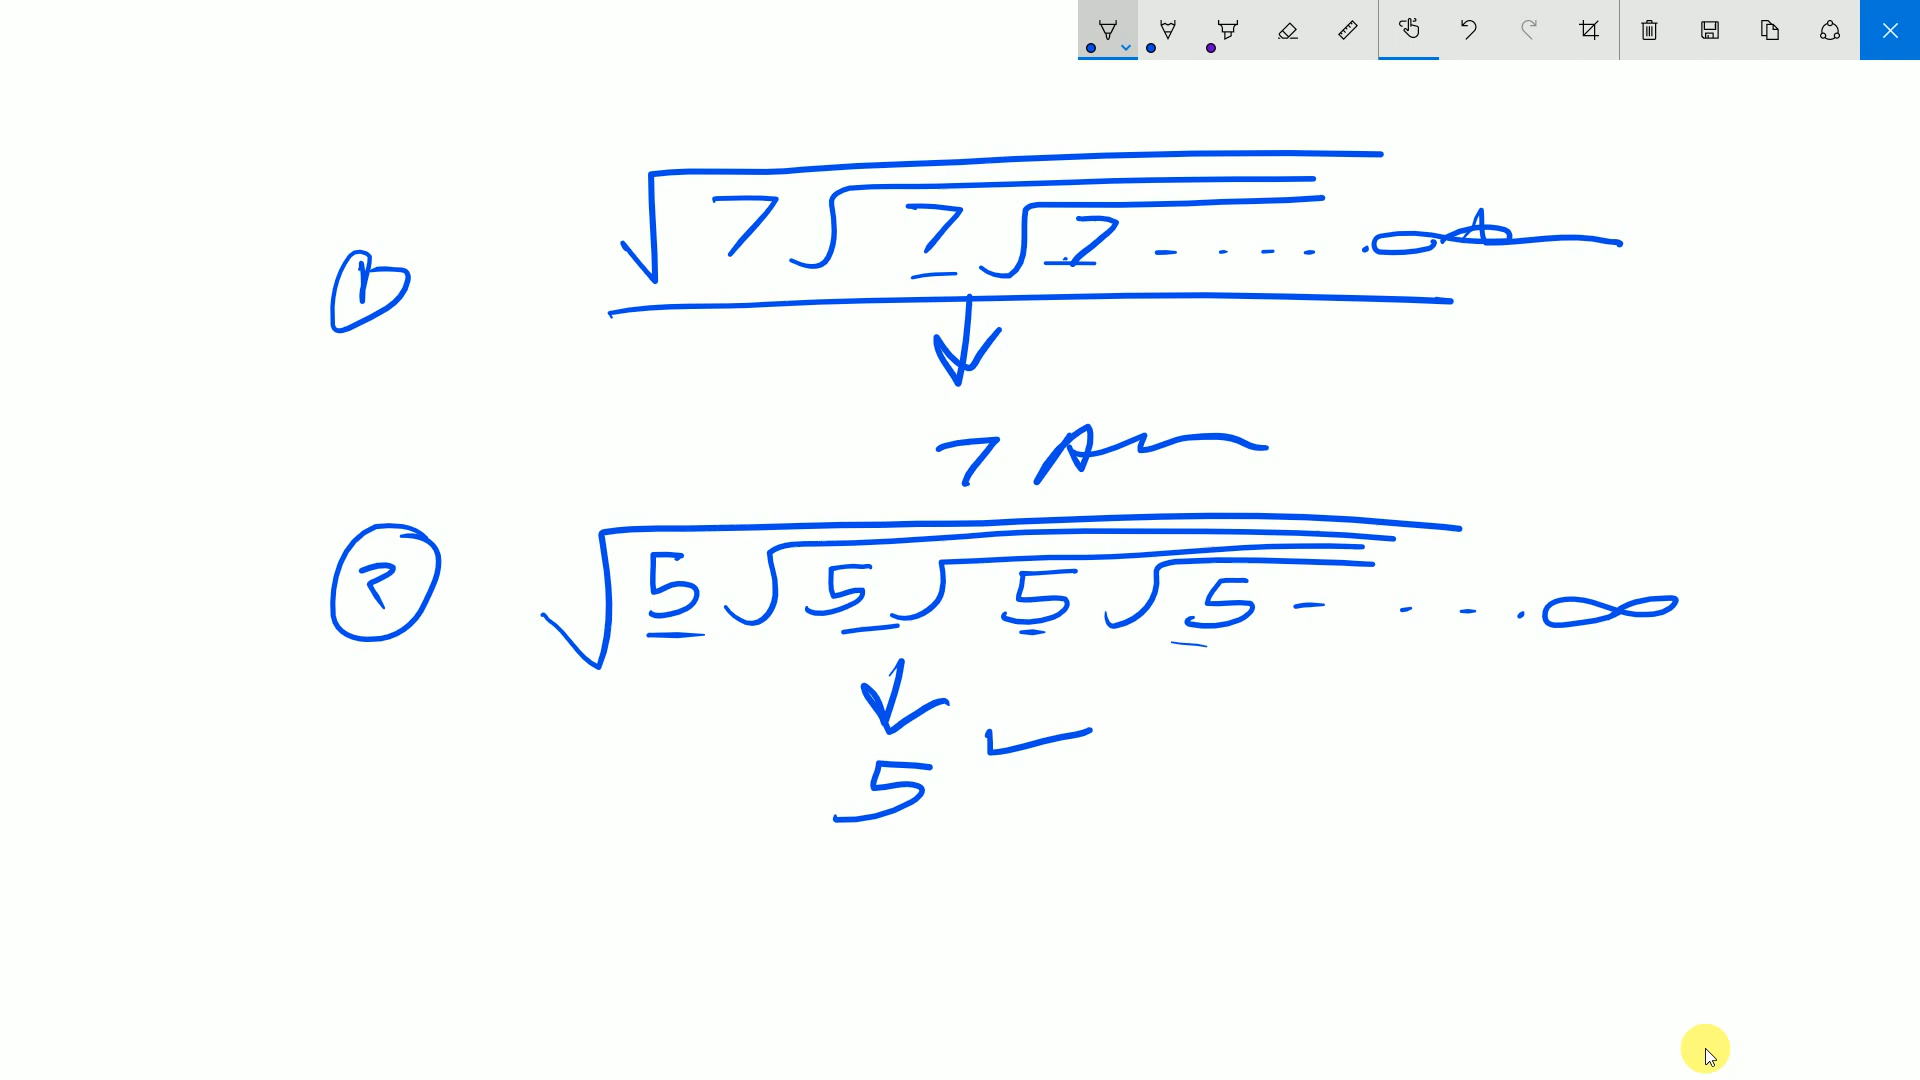 1 √7√7√7 - - - - . ∞
7 Ans
2 √5√5√5√5 - - - . ∞
5 ✓